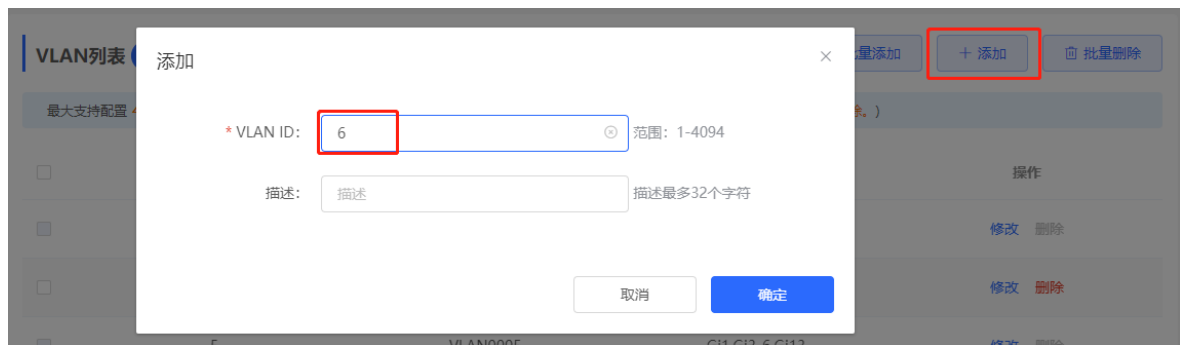 VLAN列表
量添加
+ 添加
批量删除
最大支持配置
除。)
添加
* VLAN ID:
6
范围：1-4094
描述:
描述
描述最多32个字符
取消
确定
操作
修改 删除
修改 删除